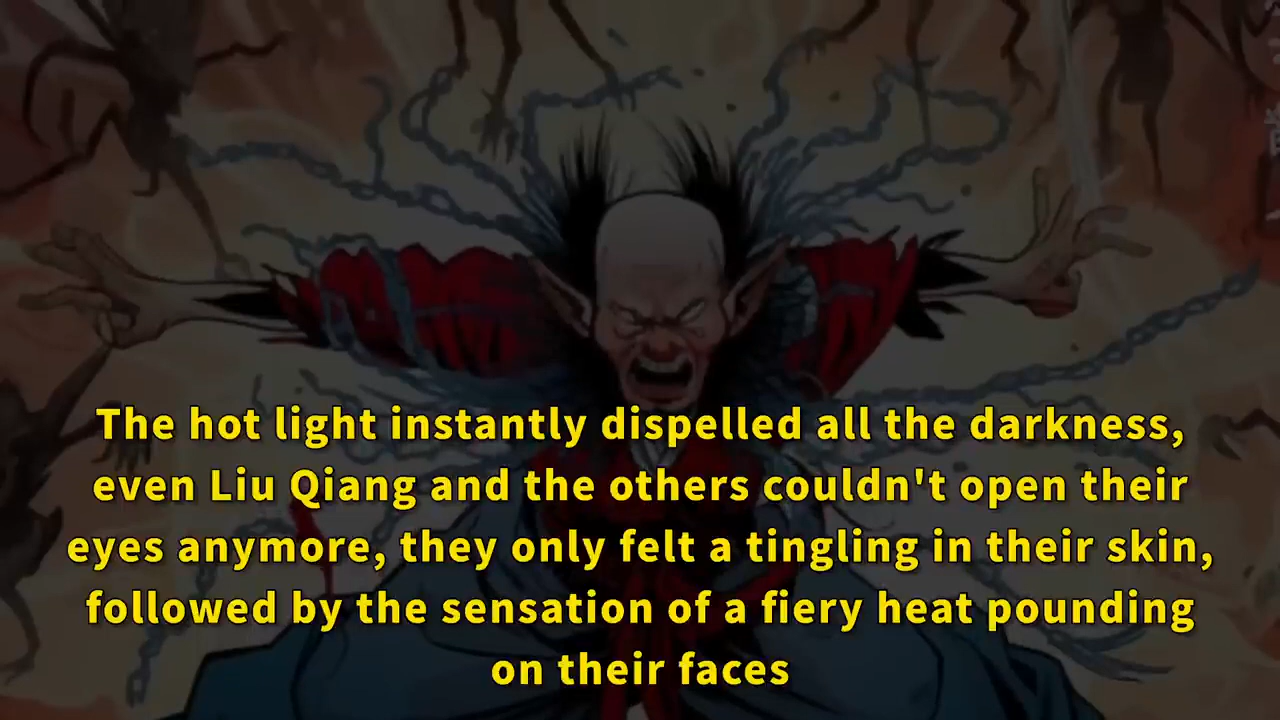 The hot light instantly dispelled all the darkness,
even Liu Qiang and the others couldn't open their
eyes anymore, they only felt a tingling in their skin,
followed by the sensation of a fiery heat pounding
on their faces